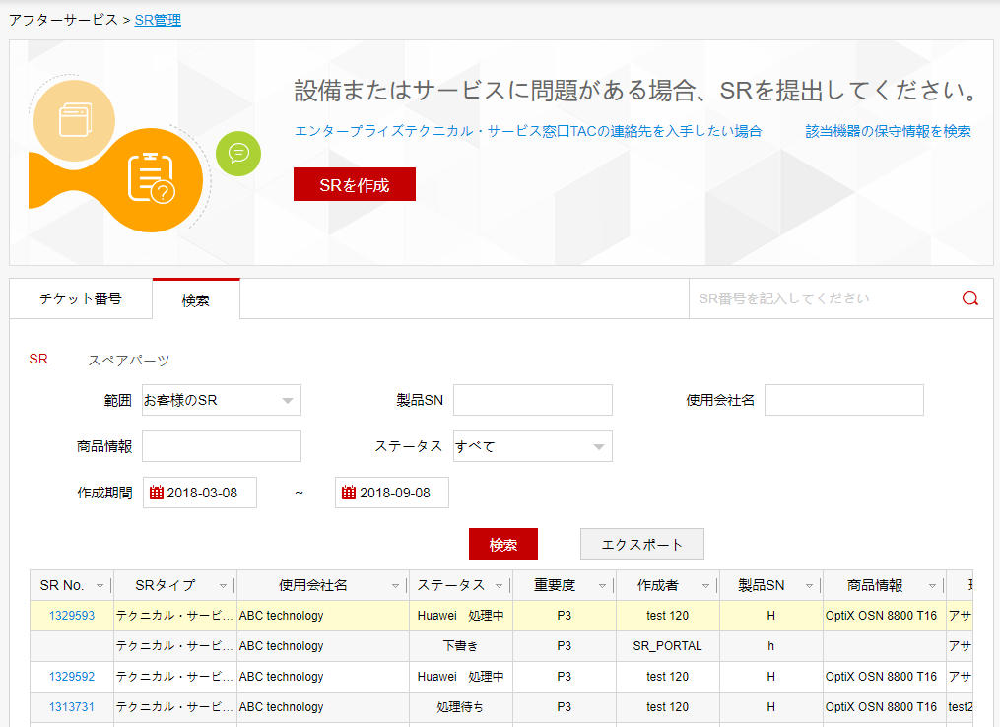 アフターサービス > SR管理
設備またはサービスに問題がある場合、SRを提出してください。
エンタープライズテクニカル・サービス窓口TACの連絡先を入手したい場合 該当機器の保守情報を検索
SRを作成
チケット番号 検索 SR番号を記入してください
SR スペアパーツ
範囲 お客様のSR 製品SN 使用会社名
商品情報 ステータス すべて
作成期間 2018-03-08 ~ 2018-09-08
検索 エクスポート
SR No. SRタイプ 使用会社名 ステータス 重要度 作成者 製品SN 商品情報
1329593 テクニカル・サービ... ABC technology Huawei 処理中 P3 test 120 H OptiX OSN 8800 T16 アサ
テクニカル・サービ... ABC technology 下書き P3 SR_PORTAL h アサ
1329592 テクニカル・サービ... ABC technology Huawei 処理中 P3 test 120 H OptiX OSN 8800 T16 アサ
1313731 テクニカル・サービ... ABC technology 処理待ち P3 test 120 H OptiX OSN 8800 T16 test2